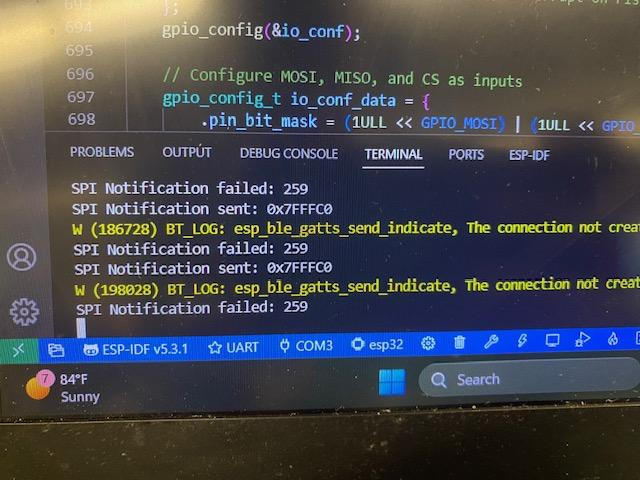 693 };
694 gpio_config(&io_conf);
695
696 // Configure MOSI, MISO, and CS as inputs
697 gpio_config_t io_conf_data = {
698 .pin_bit_mask = (1ULL << GPIO_MOSI) | (1ULL << GPIO_
PROBLEMS OUTPUT DEBUG CONSOLE TERMINAL PORTS ESP-IDF
SPI Notification failed: 259
SPI Notification sent: 0x7FFFC0
W (186728) BT_LOG: esp_ble_gatts_send_indicate, The connection not crea
SPI Notification failed: 259
SPI Notification sent: 0x7FFFC0
W (198028) BT_LOG: esp_ble_gatts_send_indicate, The connection not creat
SPI Notification failed: 259
ESP-IDF v5.3.1 UART COM3 esp32
7 84°F
Sunny
Search